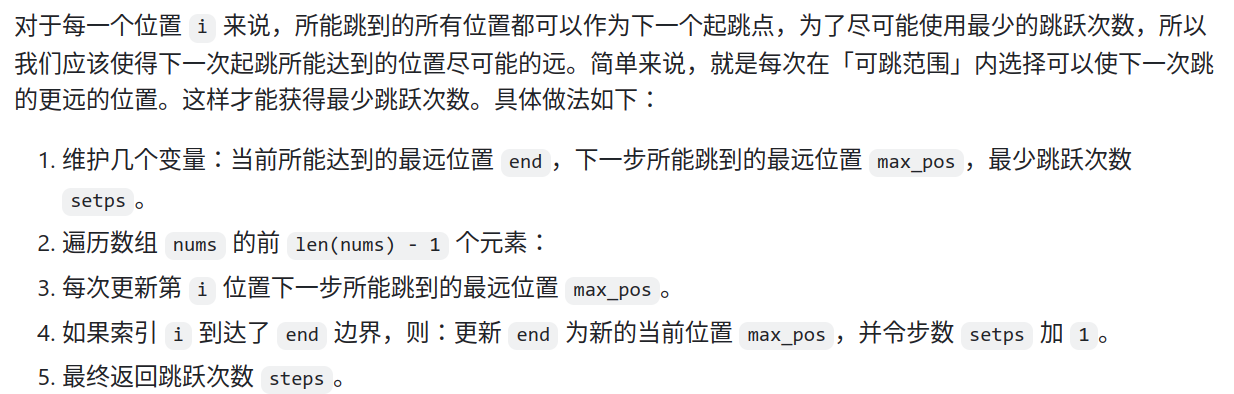 对于每一个位置 i 来说，所能跳到的所有位置都可以作为下一个起跳点，为了尽可能使用最少的跳跃次数，所以
我们应该使得下一次起跳所能达到的位置尽可能的远。简单来说，就是每次在「可跳范围」内选择可以使下一次跳
的更远的位置。这样才能获得最少跳跃次数。具体做法如下：
1. 维护几个变量：当前所能达到的最远位置 end，下一步所能跳到的最远位置 max_pos，最少跳跃次数
setps。
2. 遍历数组 nums 的前 len(nums) - 1 个元素：
3. 每次更新第 i 位置下一步所能跳到的最远位置 max_pos。
4. 如果索引 i 到达了 end 边界，则：更新 end 为新的当前位置 max_pos，并令步数 setps 加 1。
5. 最终返回跳跃次数 steps。